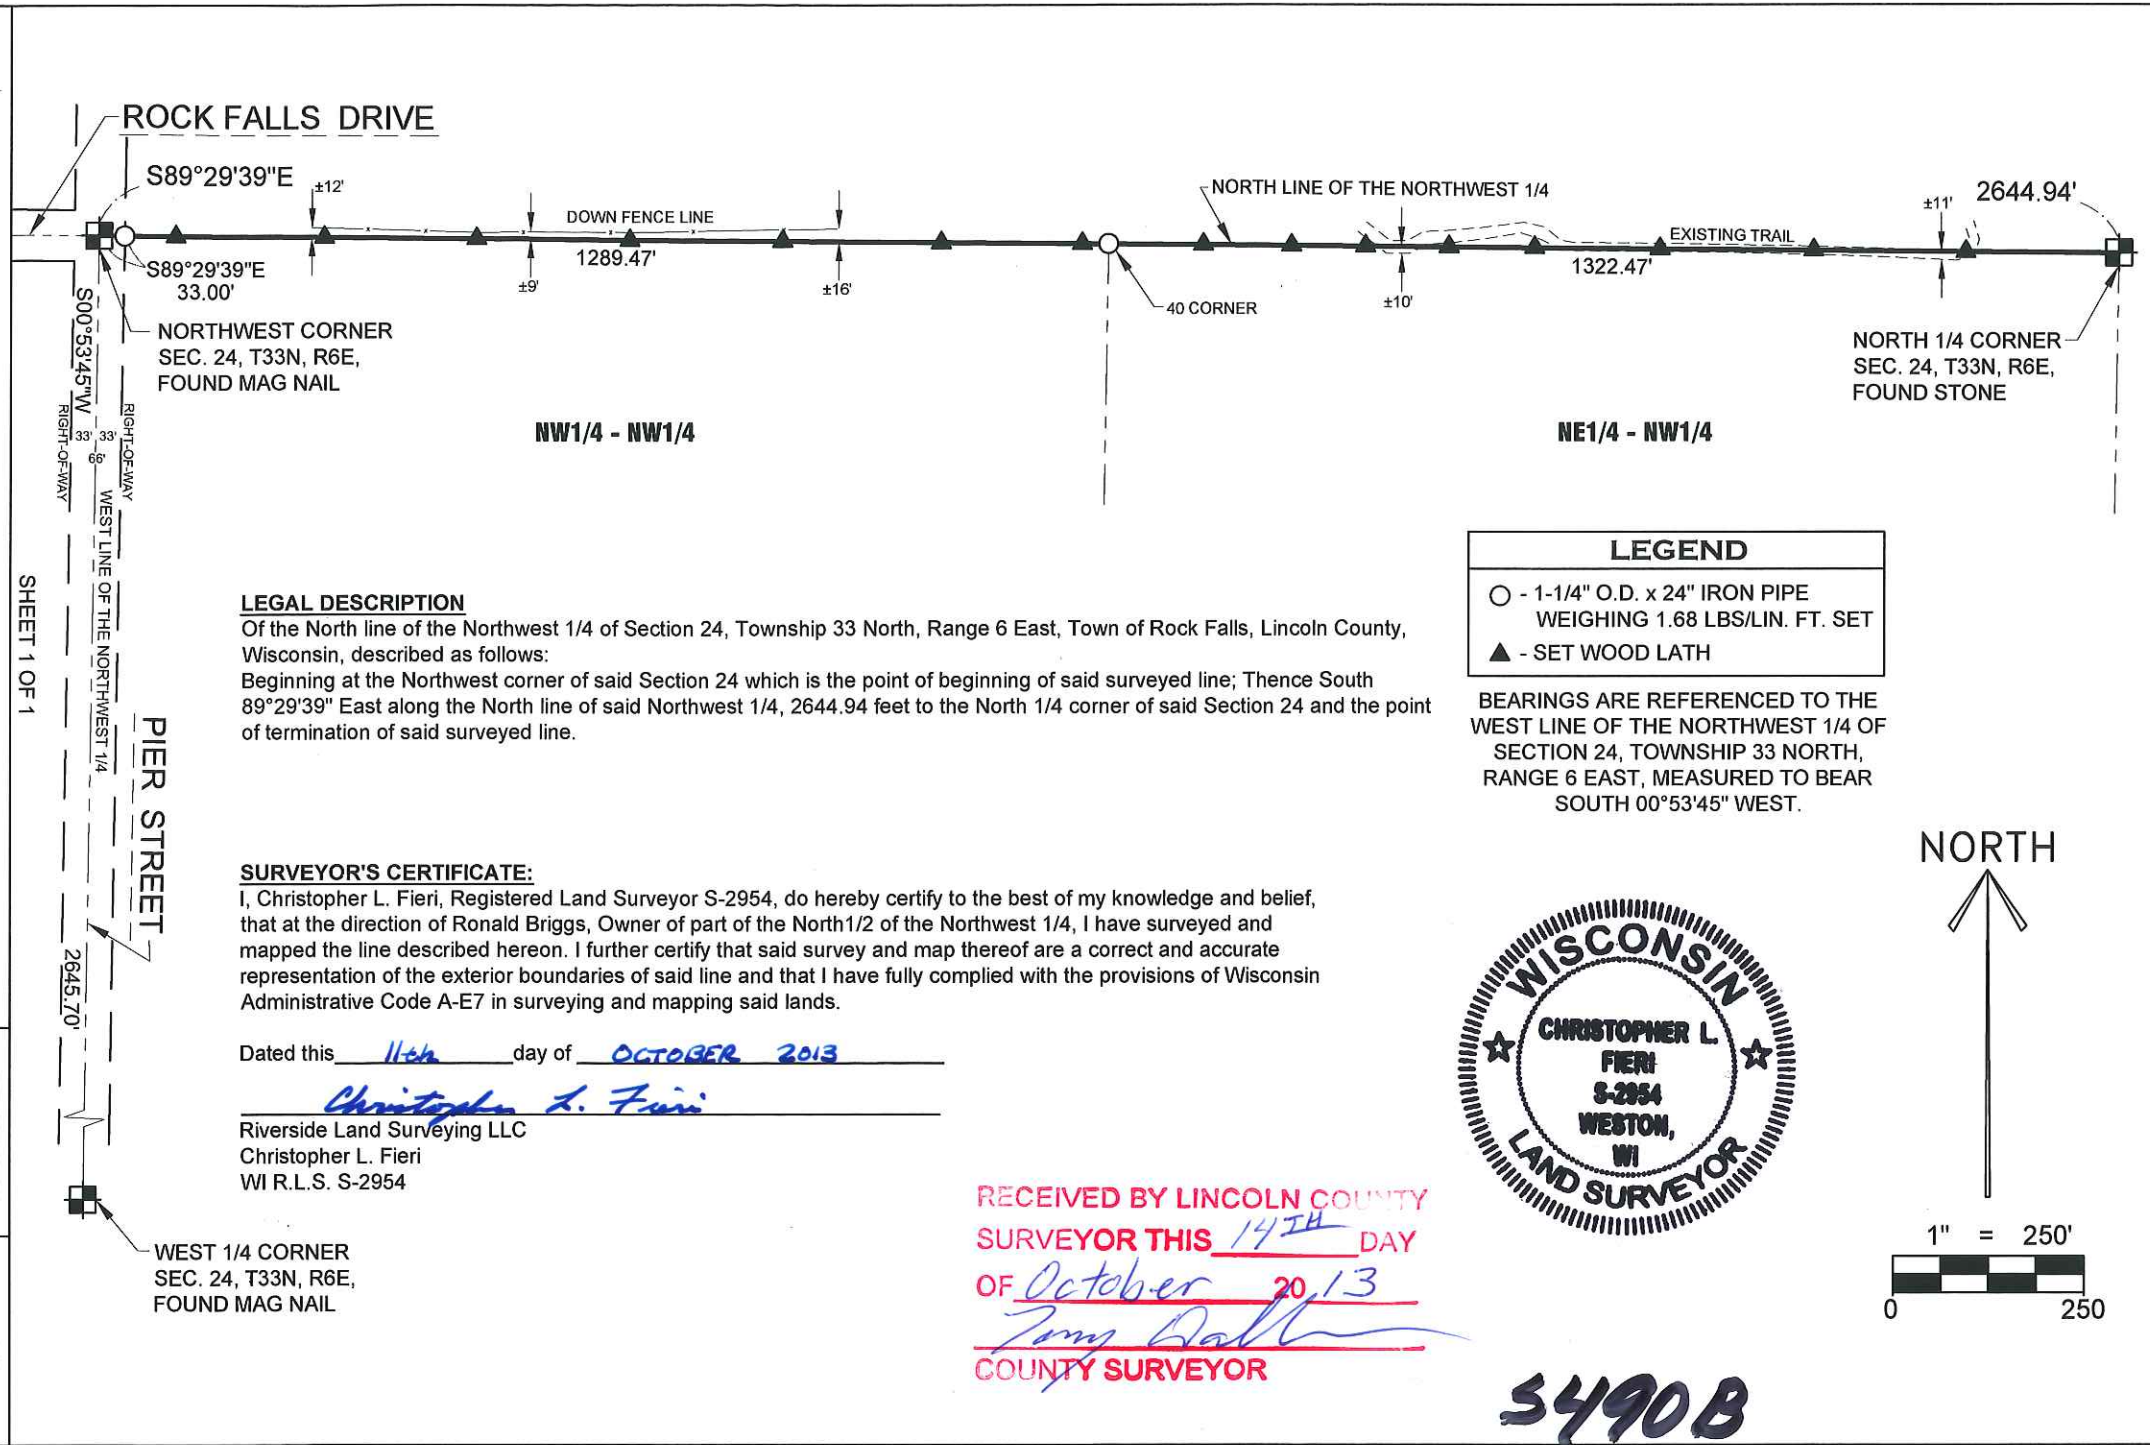 ROCK FALLS DRIVE
S89°29'39"E
±12'
DOWN FENCE LINE
1289.47'
±9'
±16'
NORTH LINE OF THE NORTHWEST 1/4
40 CORNER
±10'
EXISTING TRAIL
1322.47'
±11'
2644.94'
S89°29'39"E
33.00'
NORTHWEST CORNER
SEC. 24, T33N, R6E,
FOUND MAG NAIL
NORTH 1/4 CORNER
SEC. 24, T33N, R6E,
FOUND STONE
NW1/4 - NW1/4
NE1/4 - NW1/4
S00°53'45"W
RIGHT-OF-WAY
RIGHT-OF-WAY
33' 33'
66'
WEST LINE OF THE NORTHWEST 1/4
SHEET 1 OF 1
PIER STREET
2645.70'
WEST 1/4 CORNER
SEC. 24, T33N, R6E,
FOUND MAG NAIL
LEGAL DESCRIPTION
Of the North line of the Northwest 1/4 of Section 24, Township 33 North, Range 6 East, Town of Rock Falls, Lincoln County,
Wisconsin, described as follows:
Beginning at the Northwest corner of said Section 24 which is the point of beginning of said surveyed line; Thence South
89°29'39" East along the North line of said Northwest 1/4, 2644.94 feet to the North 1/4 corner of said Section 24 and the point
of termination of said surveyed line.
SURVEYOR'S CERTIFICATE:
I, Christopher L. Fieri, Registered Land Surveyor S-2954, do hereby certify to the best of my knowledge and belief,
that at the direction of Ronald Briggs, Owner of part of the North1/2 of the Northwest 1/4, I have surveyed and
mapped the line described hereon. I further certify that said survey and map thereof are a correct and accurate
representation of the exterior boundaries of said line and that I have fully complied with the provisions of Wisconsin
Administrative Code A-E7 in surveying and mapping said lands.
Dated this 11th day of OCTOBER 2013
Christopher L. Fieri
Riverside Land Surveying LLC
Christopher L. Fieri
WI R.L.S. S-2954
LEGEND
- 1-1/4" O.D. x 24" IRON PIPE
WEIGHING 1.68 LBS/LIN. FT. SET
- SET WOOD LATH
BEARINGS ARE REFERENCED TO THE
WEST LINE OF THE NORTHWEST 1/4 OF
SECTION 24, TOWNSHIP 33 NORTH,
RANGE 6 EAST, MEASURED TO BEAR
SOUTH 00°53'45" WEST.
NORTH
1" = 250'
0 250
WISCONSIN
CHRISTOPHER L.
FIERI
S-2954
WESTON,
WI
LAND SURVEYOR
RECEIVED BY LINCOLN COUNTY
SURVEYOR THIS 14TH DAY
OF October 2013
Tony
COUNTY SURVEYOR
S490B